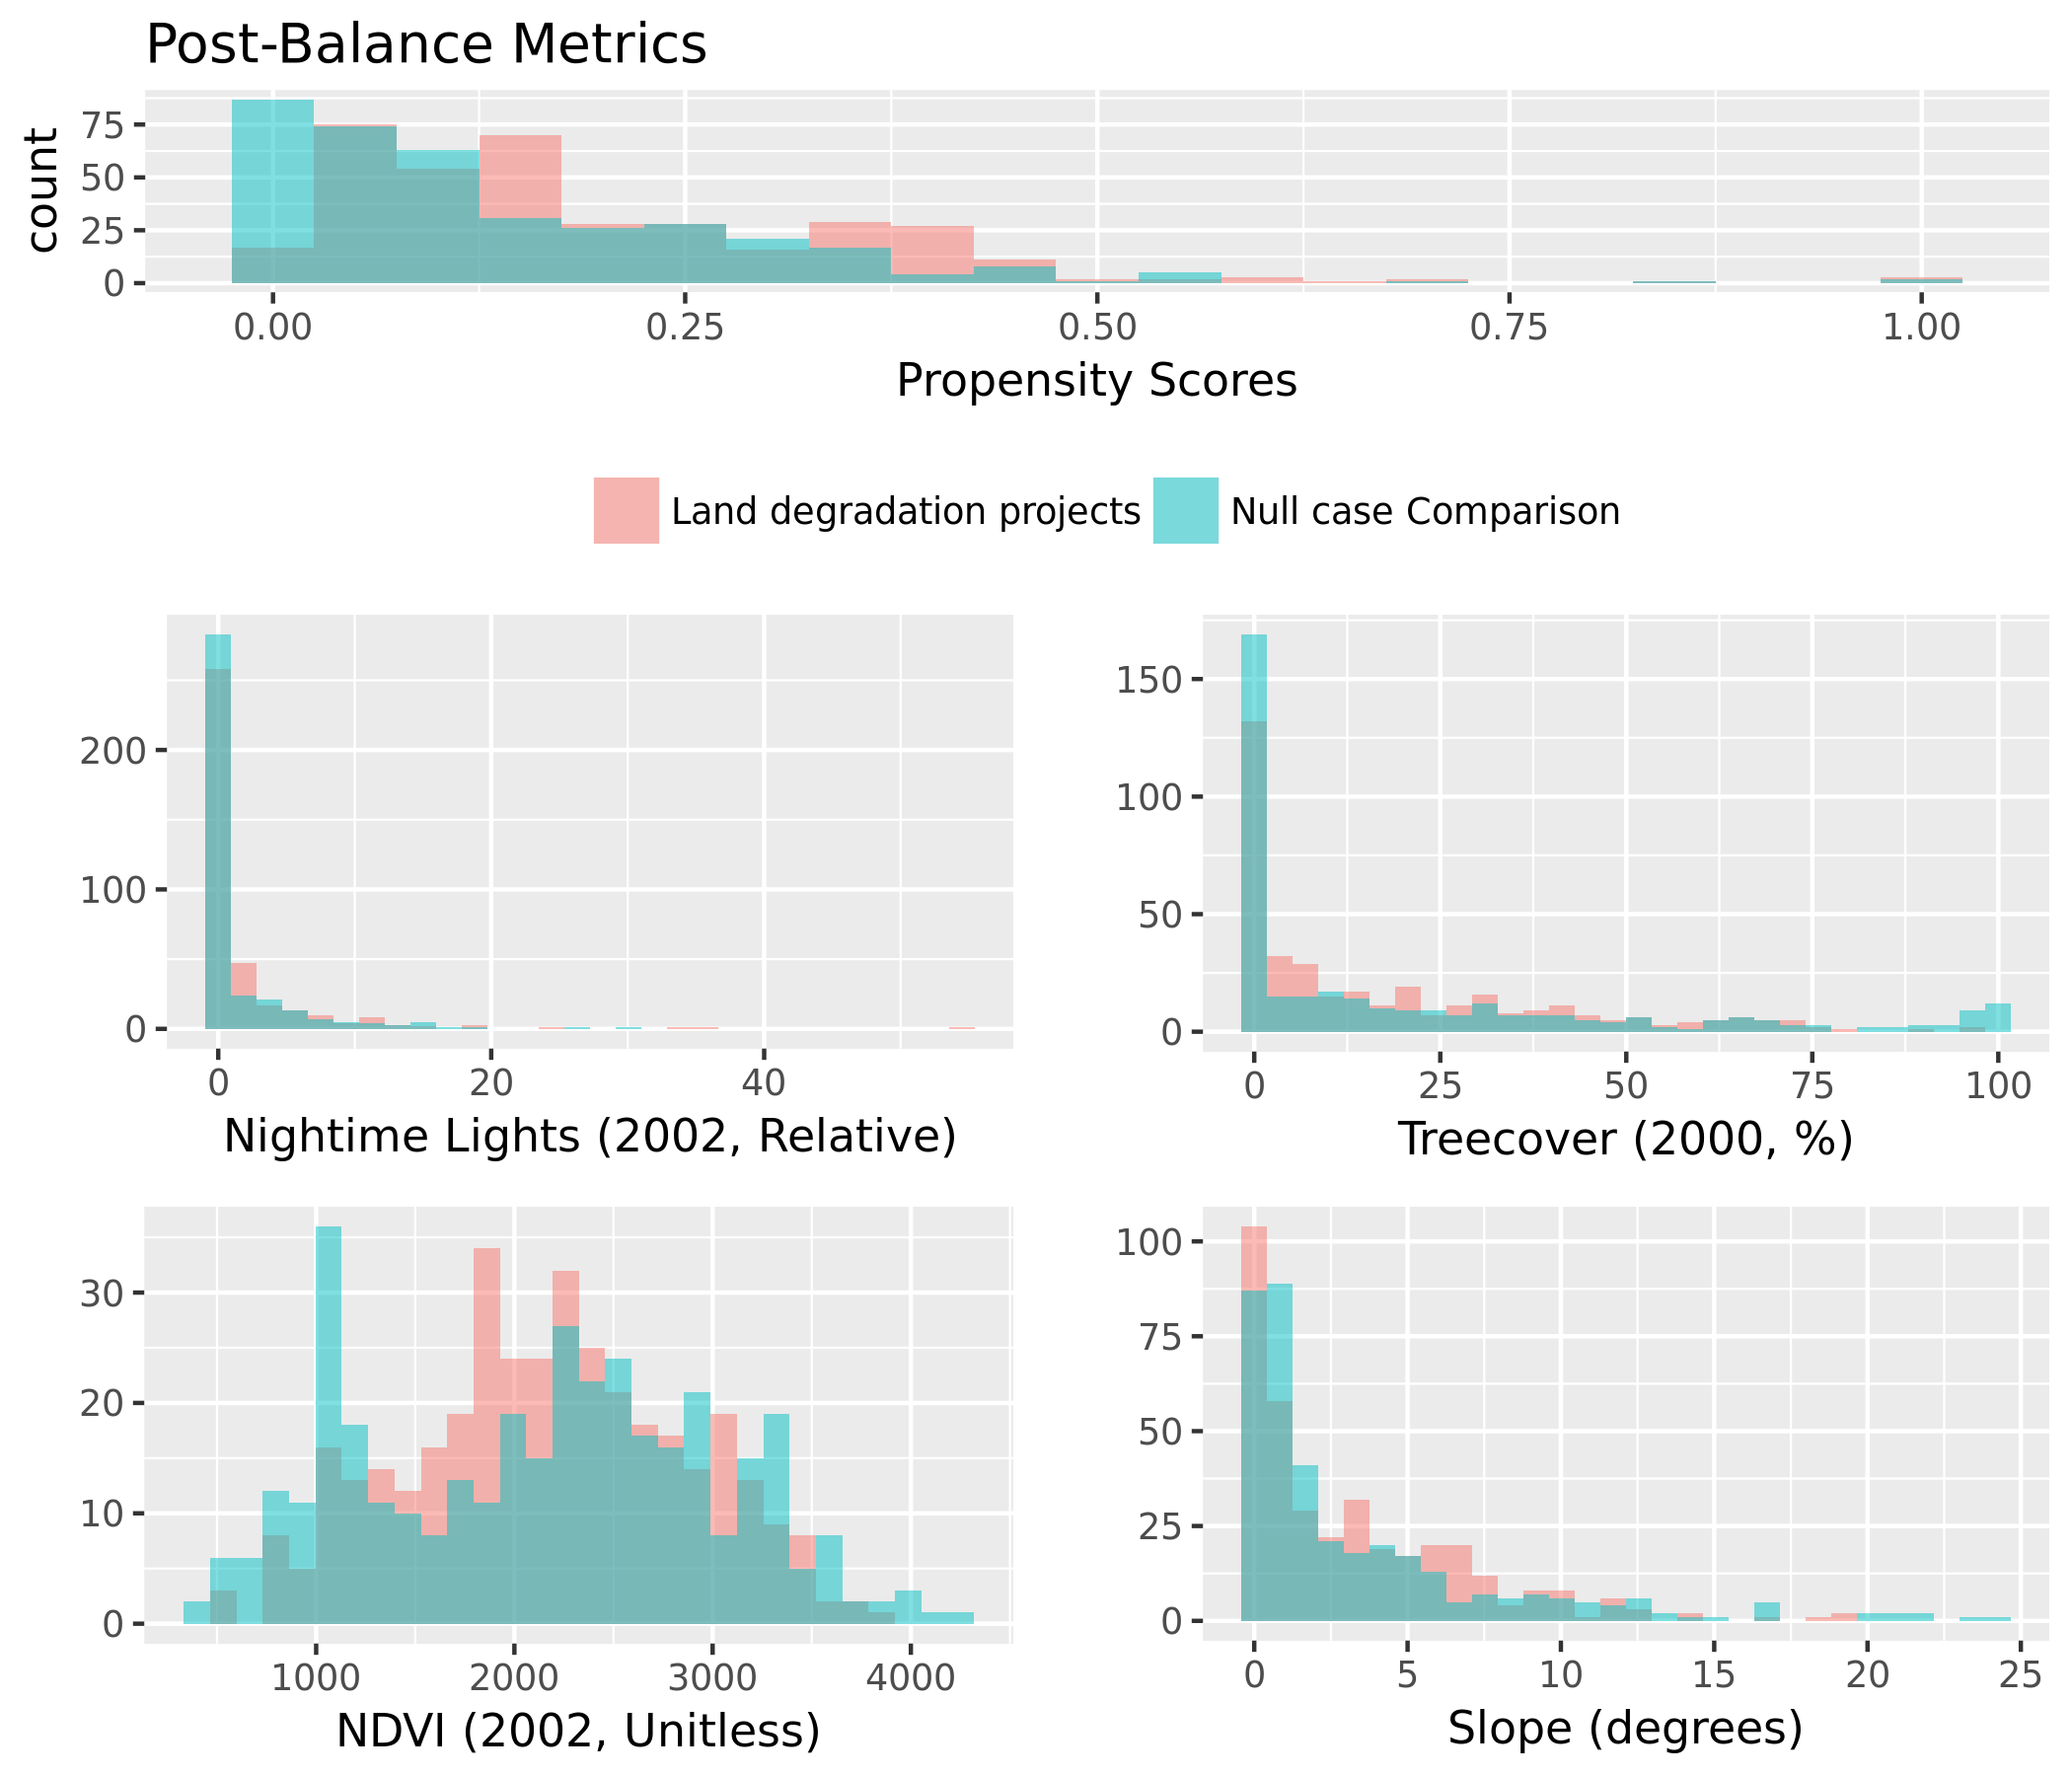 Post-Balance Metrics
count
75
50
25
0
0.00 0.25 0.50 0.75 1.00
Propensity Scores
Land degradation projects Null case Comparison
200
100
0
0 20 40
Nightime Lights (2002, Relative)
150
100
50
0
0 25 50 75 100
Treecover (2000, %)
30
20
10
0
1000 2000 3000 4000
NDVI (2002, Unitless)
100
75
50
25
0
0 5 10 15 20 25
Slope (degrees)